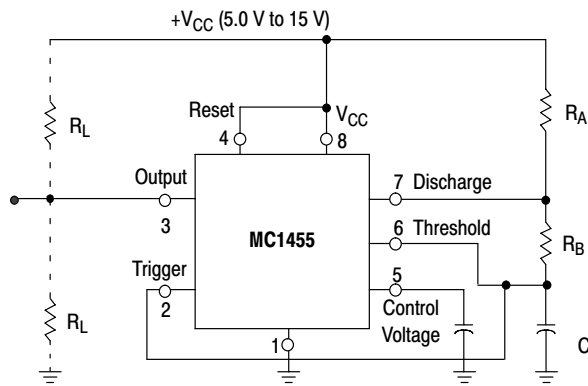 +VCC (5.0 V to 15 V)
Reset
VCC
RL
RA
4
8
Output
7
Discharge
3
6
Threshold
MC1455
RB
Trigger
5
2
Control
Voltage
RL
1
C